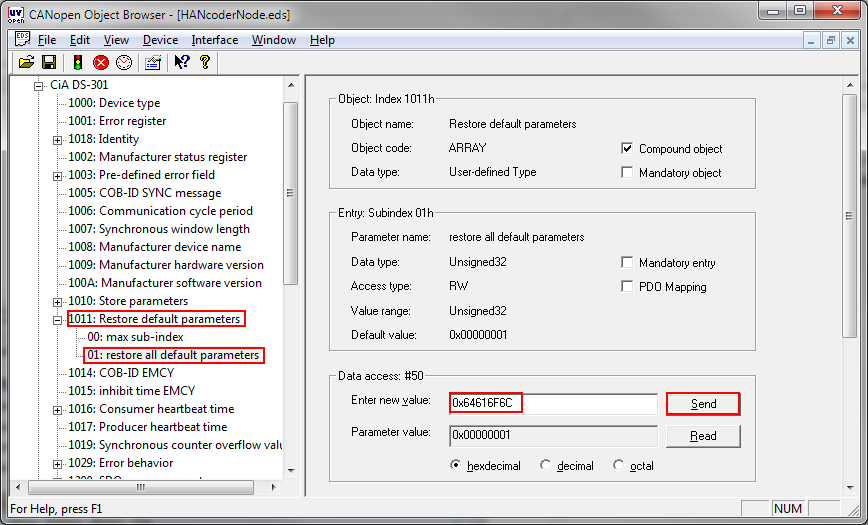 CANopen Object Browser - [HANcoderNode.eds]
UV
open
EDS File Edit View Device Interface Window Help
CiA DS-301
1000: Device type
1001: Error register
1018: Identity
1002: Manufacturer status register
1003: Pre-defined error field
1005: COB-ID SYNC message
1006: Communication cycle period
1007: Synchronous window length
1008: Manufacturer device name
1009: Manufacturer hardware version
100A: Manufacturer software version
1010: Store parameters
1011: Restore default parameters
00: max sub-index
01: restore all default parameters
1014: COB-ID EMCY
1015: inhibit time EMCY
1016: Consumer heartbeat time
1017: Producer heartbeat time
1019: Synchronous counter overflow valu
1029: Error behavior
Object: Index 1011h
Object name: Restore default parameters
Object code: ARRAY Compound object
Data type: User-defined Type Mandatory object
Entry: Subindex 01h
Parameter name: restore all default parameters
Data type: Unsigned32 Mandatory entry
Access type: RW PDO Mapping
Value range: Unsigned32
Default value: 0x00000001
Data access: #50
Enter new value: 0x64616F6C Send
Parameter value: 0x00000001 Read
hexdecimal decimal octal
For Help, press F1 NUM